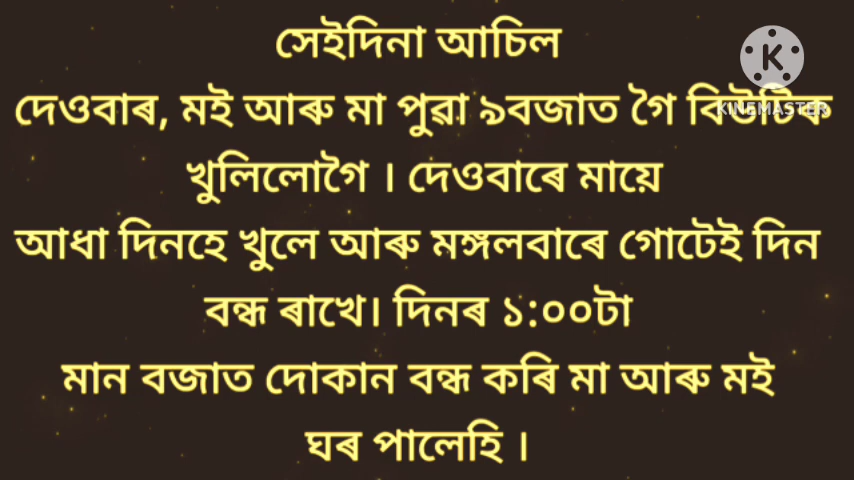 সেইদিনা আচিল
দেওবাৰ, মই আৰু মা পুৱা ৯বজাত গৈ বিউটিক
KINEMASTER
খুলিলোগৈ । দেওবাৰে মায়ে
আধা দিনহে খুলে আৰু মঙ্গলবাৰে গোটেই দিন
বন্ধ ৰাখে। দিনৰ ১:০০টা
মান বজাত দোকান বন্ধ কৰি মা আৰু মই
ঘৰ পালেহি ।